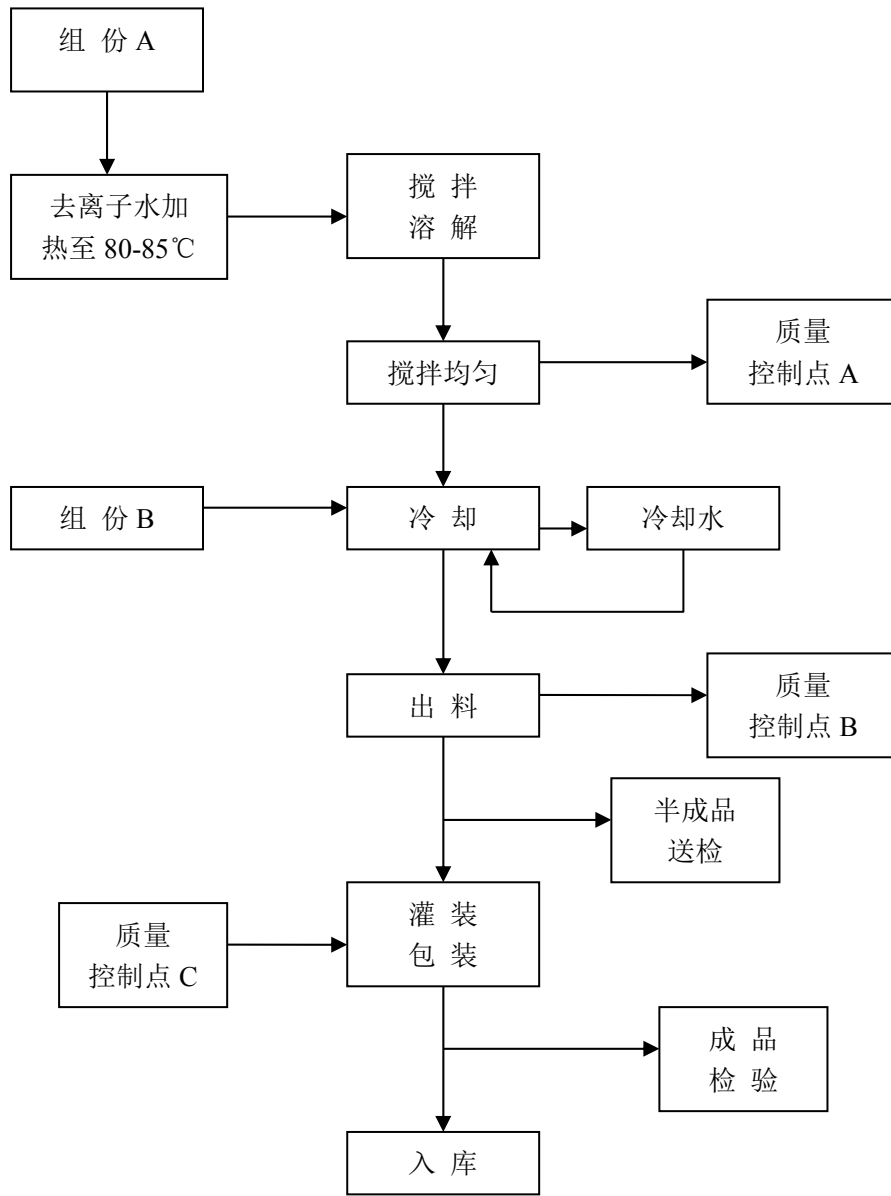 组 份 A
去离子水加
热至 80-85℃
搅 拌
溶 解
搅拌均匀
质量
控制点 A
组 份 B
冷 却
冷却水
出 料
质量
控制点 B
半成品
送检
灌 装
包 装
质量
控制点 C
成 品
检 验
入 库